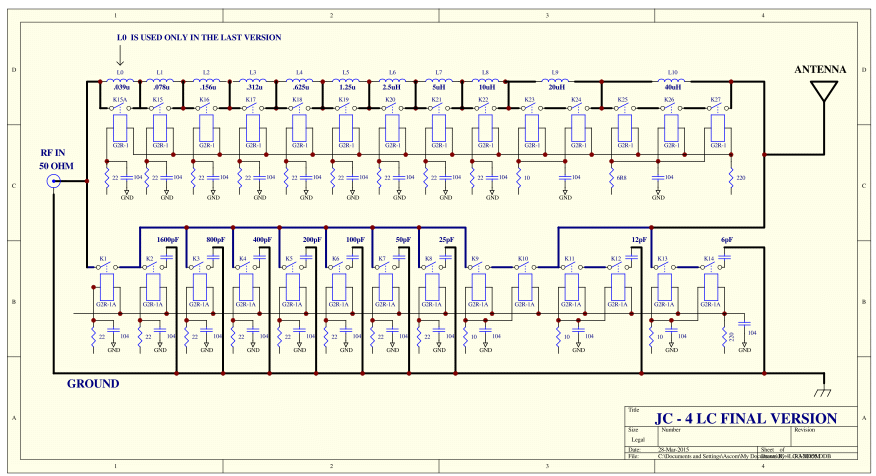 1 2 3 4
L0 IS USED ONLY IN THE LAST VERSION
D D
L0 L1 L2 L3 L4 L5 L6 L7 L8 L9 L10
.039u .078u .156u .312u .625u 1.25u 2.5uH 5uH 10uH 20uH 40uH
ANTENNA
K15A K15 K16 K17 K18 K19 K20 K21 K22 K23 K24 K25 K26 K27
G2R-1 G2R-1 G2R-1 G2R-1 G2R-1 G2R-1 G2R-1 G2R-1 G2R-1 G2R-1 G2R-1 G2R-1 G2R-1 G2R-1
RF IN
50 OHM
22 104 22 104 22 104 22 104 22 104 22 104 22 104 22 104 22 104 10 104 6R8 104 220
C C
GND GND GND GND GND GND GND GND GND GND GND
1600pF 800pF 400pF 200pF 100pF 50pF 25pF 12pF 6pF
K1 K2 K3 K4 K5 K6 K7 K8 K9 K10 K11 K12 K13 K14
B B
G2R-1A G2R-1A G2R-1A G2R-1A G2R-1A G2R-1A G2R-1A G2R-1A G2R-1A G2R-1A G2R-1A G2R-1A G2R-1A G2R-1A
22 104 22 104 22 104 22 104 22 104 22 104 22 104 22 104 10 104 10 104 10 104 220 104
GND GND GND GND GND GND GND GND GND GND GND GND
GROUND
A A
Title
JC - 4 LC FINAL VERSION
Size Number Revision
Legal
Date: 28-Mar-2015 Sheet of
File: C:\Documents and Settings\Ascom\My
1 2 3 4